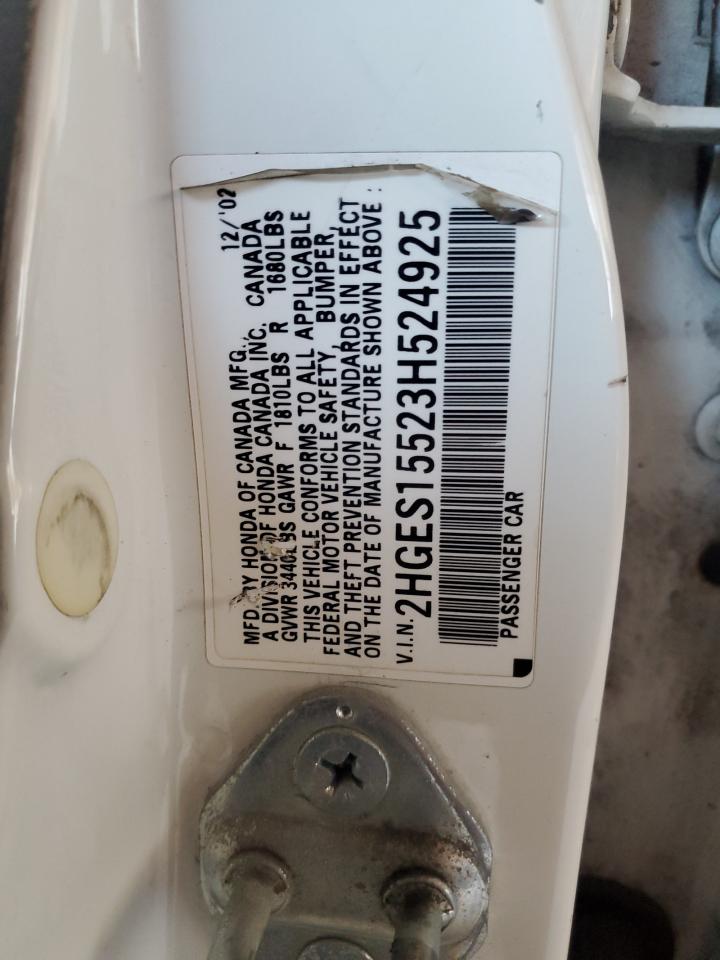 MFD. BY HONDA OF CANADA MFG., 12/'02
A DIVISION OF HONDA CANADA INC. CANADA
GVWR 3440LBS GAWR F 1810LBS R 1680LBS
THIS VEHICLE CONFORMS TO ALL APPLICABLE
FEDERAL MOTOR VEHICLE SAFETY, BUMPER,
AND THEFT PREVENTION STANDARDS IN EFFECT
ON THE DATE OF MANUFACTURE SHOWN ABOVE :
V.I.N. 2HGES15523H524925
PASSENGER CAR